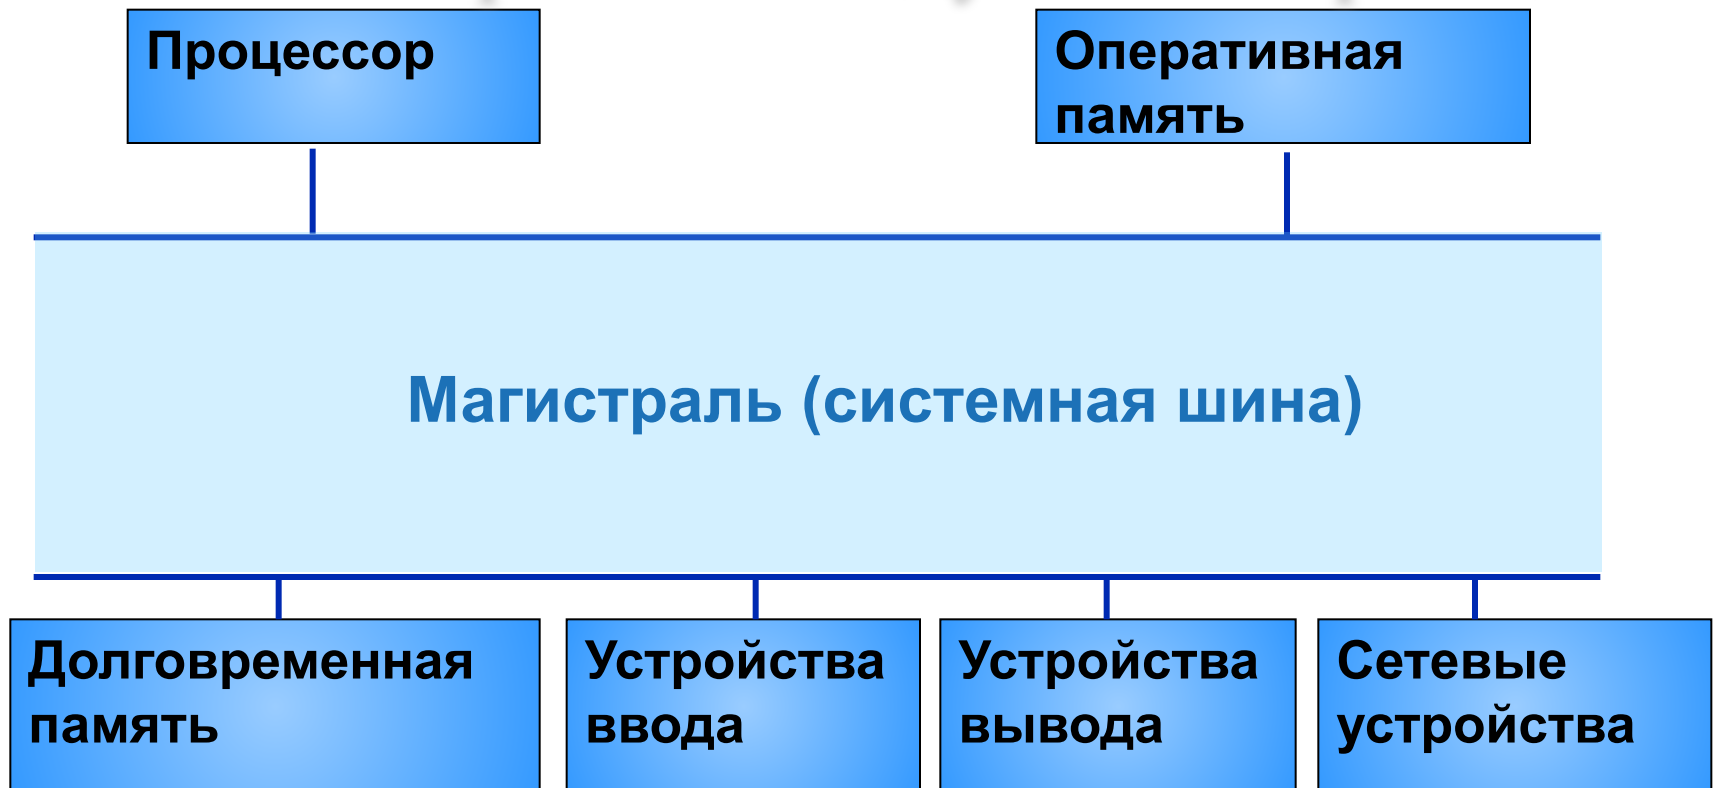 Процессор
Оперативная
память
Магистраль (системная шина)
Долговременная
память
Устройства
ввода
Устройства
вывода
Сетевые
устройства